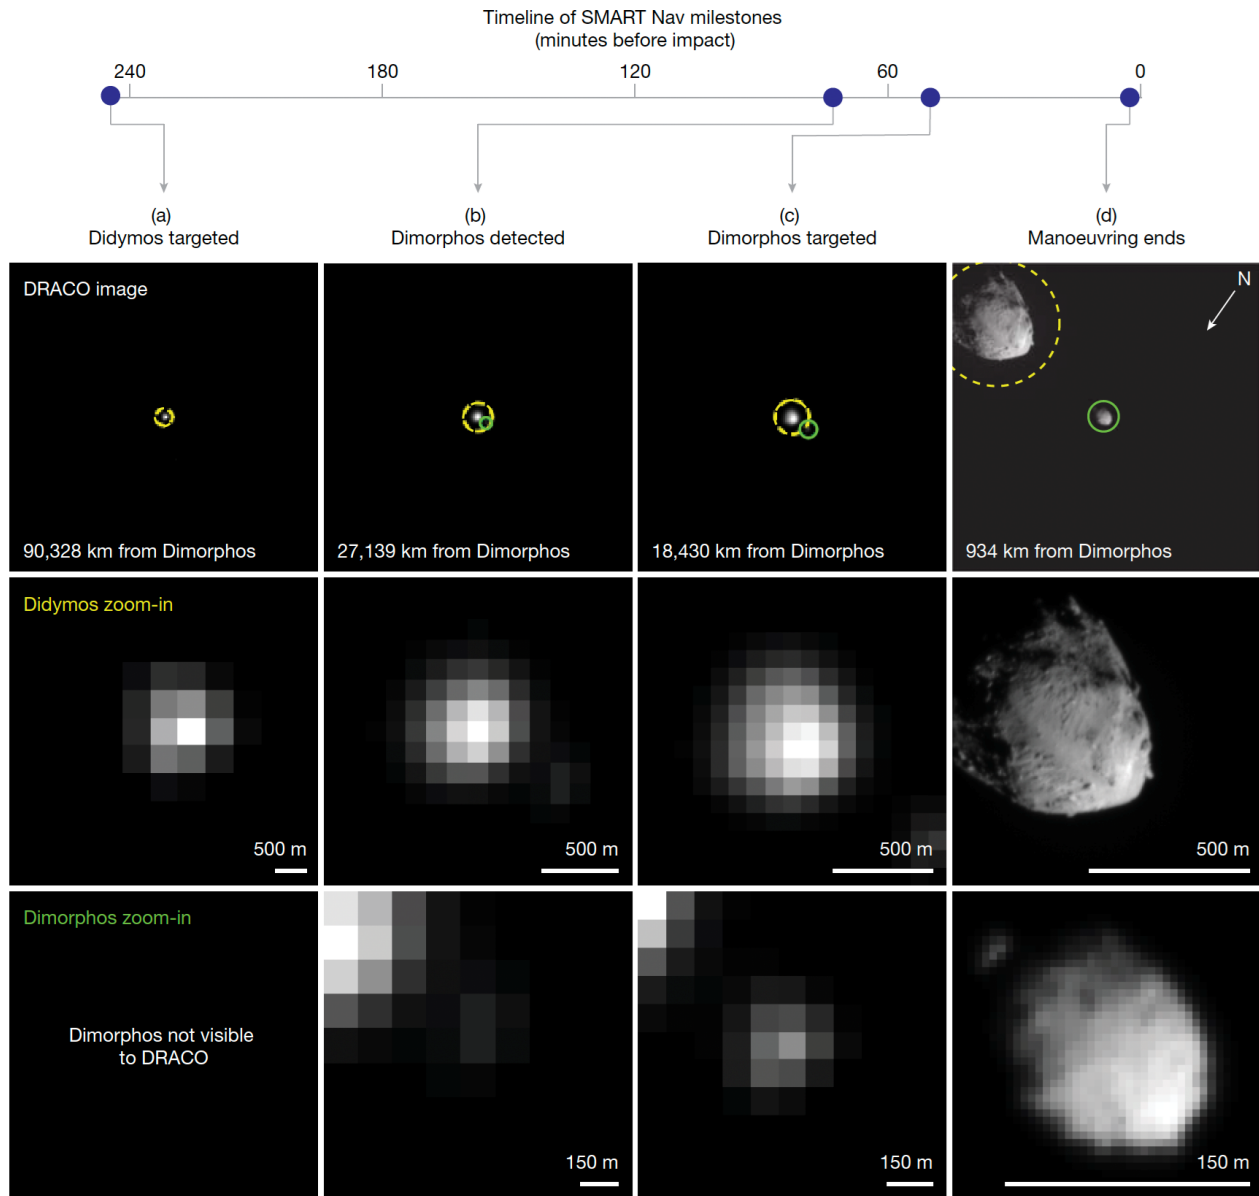 Timeline of SMART Nav milestones
(minutes before impact)
240 180 120 60 0
(a)
Didymos targeted
(b)
Dimorphos detected
(c)
Dimorphos targeted
(d)
Manoeuvring ends
DRACO image
N
90,328 km from Dimorphos
27,139 km from Dimorphos
18,430 km from Dimorphos
934 km from Dimorphos
Didymos zoom-in
500 m
500 m
500 m
500 m
Dimorphos zoom-in
Dimorphos not visible
to DRACO
150 m
150 m
150 m